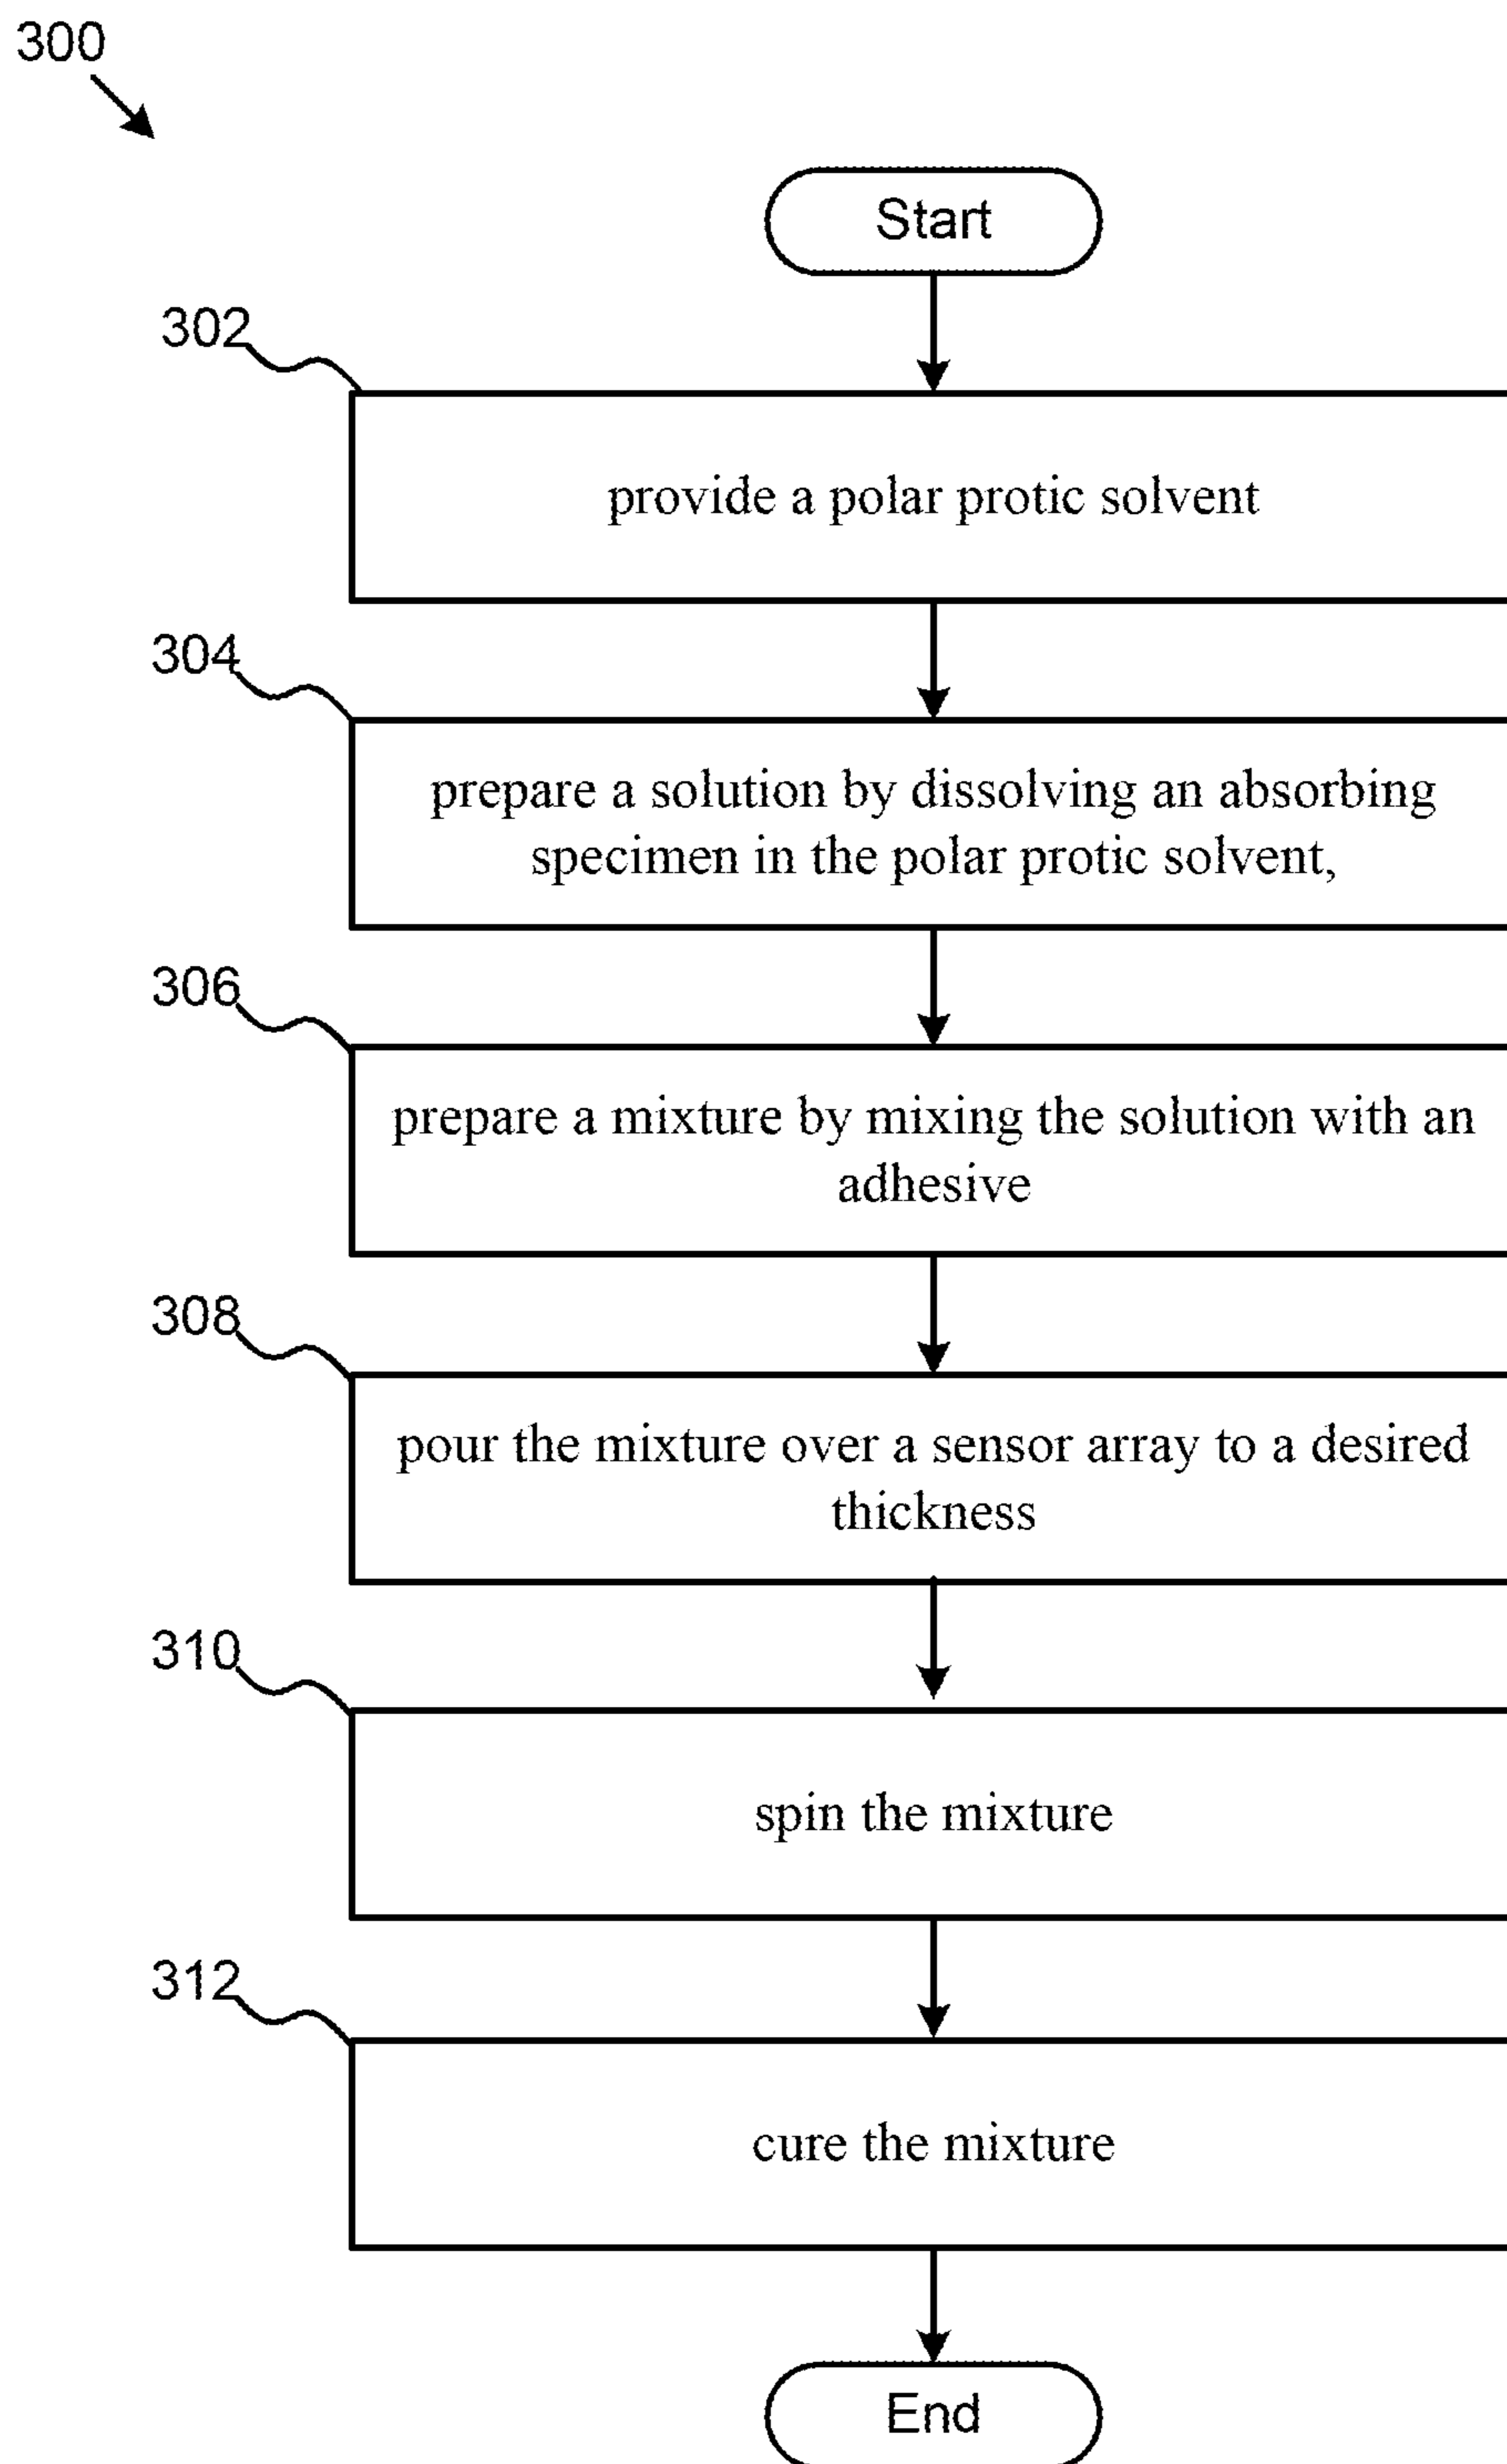 300
Start
302
provide a polar protic solvent
304
prepare a solution by dissolving an absorbing
specimen in the polar protic solvent,
306
prepare a mixture by mixing the solution with an
adhesive
308
pour the mixture over a sensor array to a desired
thickness
310
spin the mixture
312
cure the mixture
End